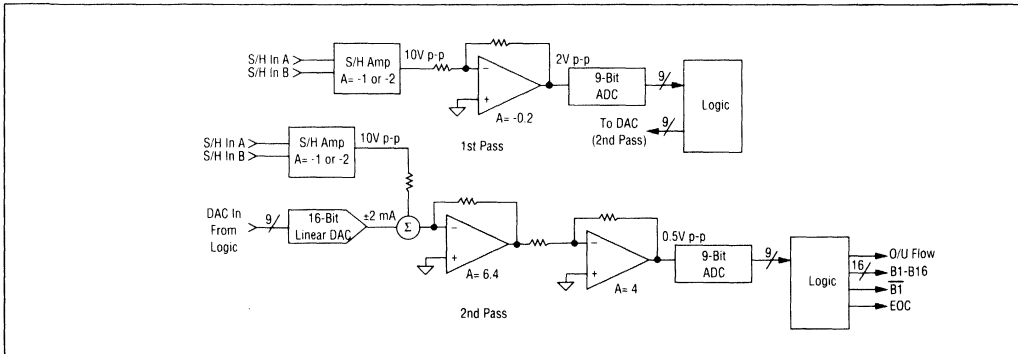 S/H In A
S/H In B
S/H Amp
A= -1 or -2
10V p-p
−
+
A= -0.2
2V p-p
9-Bit
ADC
9
Logic
To DAC
(2nd Pass)
9
1st Pass
S/H In A
S/H In B
S/H Amp
A= -1 or -2
10V p-p
DAC In
From
Logic
9
16-Bit
Linear DAC
±2 mA
Σ
−
+
A= 6.4
−
+
A= 4
0.5V p-p
9-Bit
ADC
9
Logic
O/U Flow
16
B1-B16
B1
EOC
2nd Pass